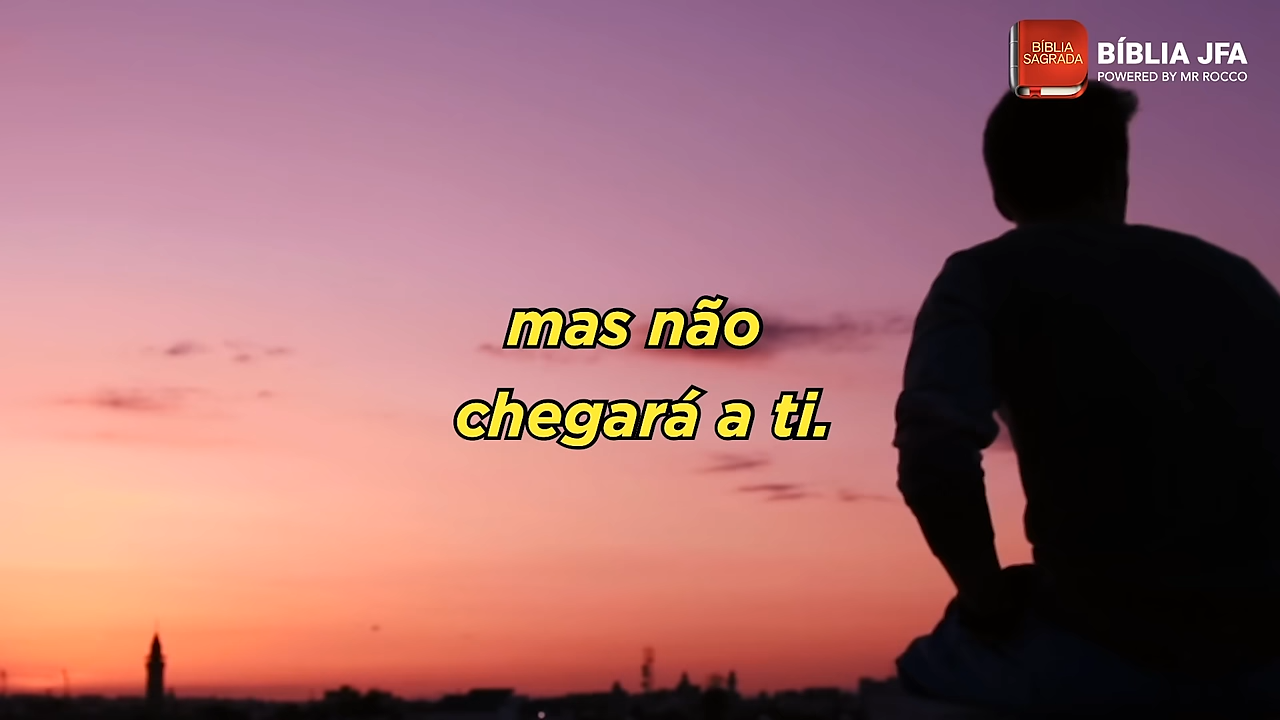 BÍBLIA
SAGRADA
BÍBLIA JFA
POWERED BY MR ROCCO
mas não
chegará a ti.